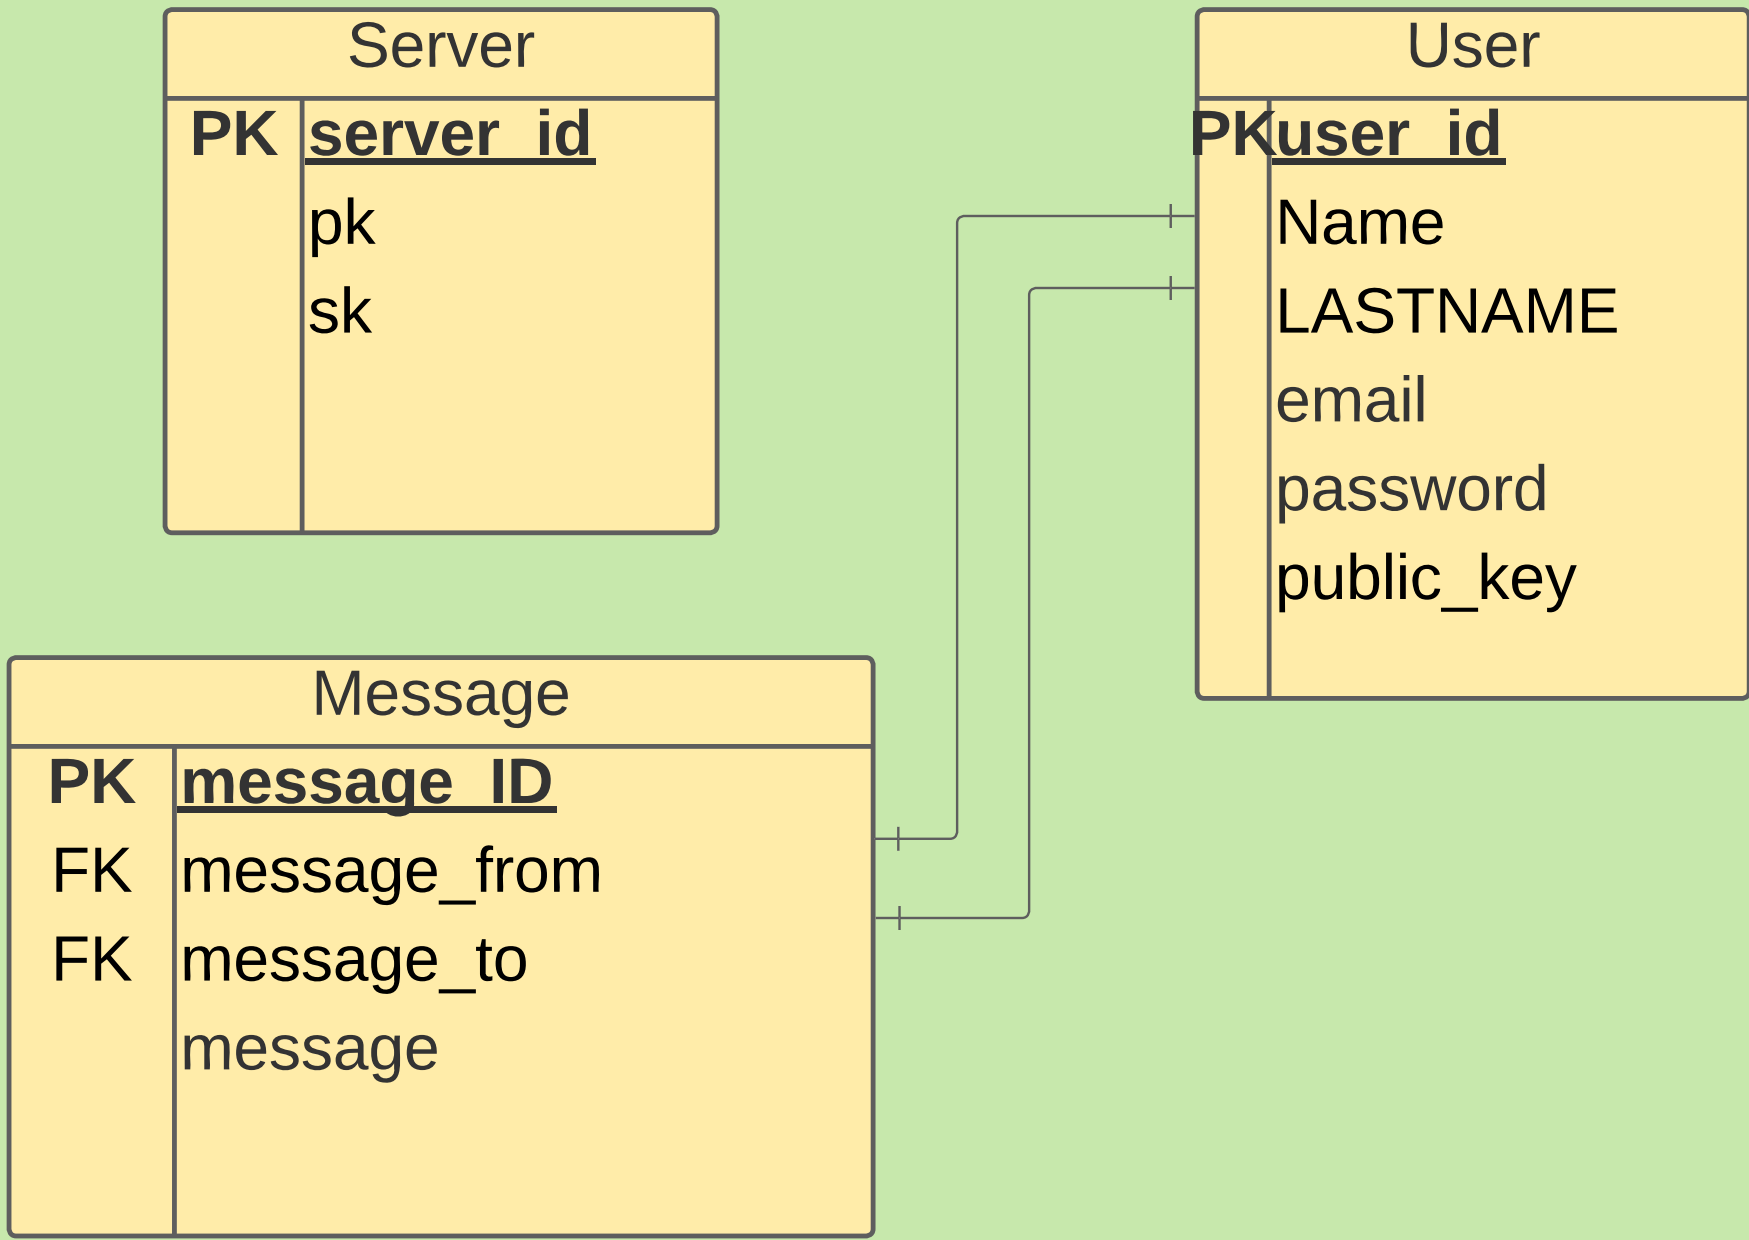 Server
PK server_id
pk
sk
User
PK user_id
Name
LASTNAME
email
password
public_key
Message
PK message_ID
FK message_from
FK message_to
message